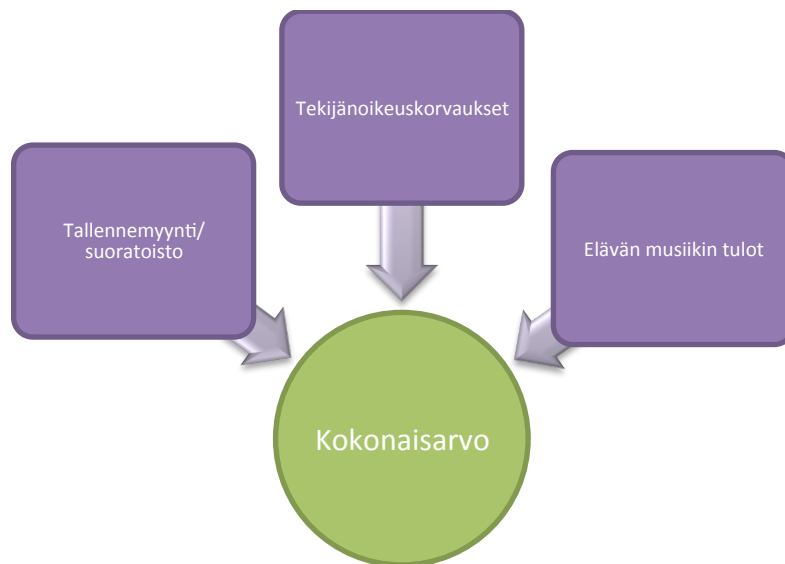 Tekijänoikeuskorvaukset
Tallennemyynti/
suoratoisto
Elävän musiikin tulot
Kokonaisarvo